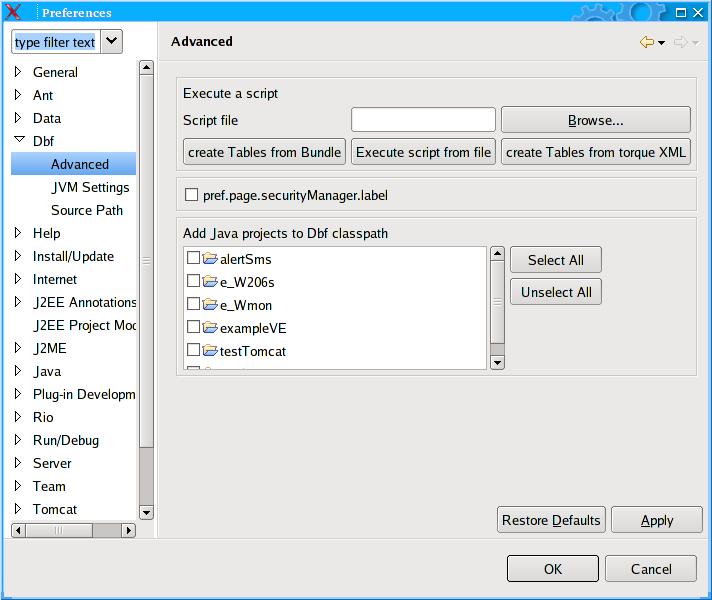 Preferences
type filter text
General
Ant
Data
Dbf
Advanced
JVM Settings
Source Path
Help
Install/Update
Internet
J2EE Annotations
J2EE Project Mod
J2ME
Java
Plug-in Developm
Rio
Run/Debug
Server
Team
Tomcat
Advanced
Execute a script
Script file
Browse...
create Tables from Bundle
Execute script from file
create Tables from torque XML
pref.page.securityManager.label
Add Java projects to Dbf classpath
alertSms
e_W206s
e_Wmon
exampleVE
testTomcat
Select All
Unselect All
Restore Defaults
Apply
OK
Cancel